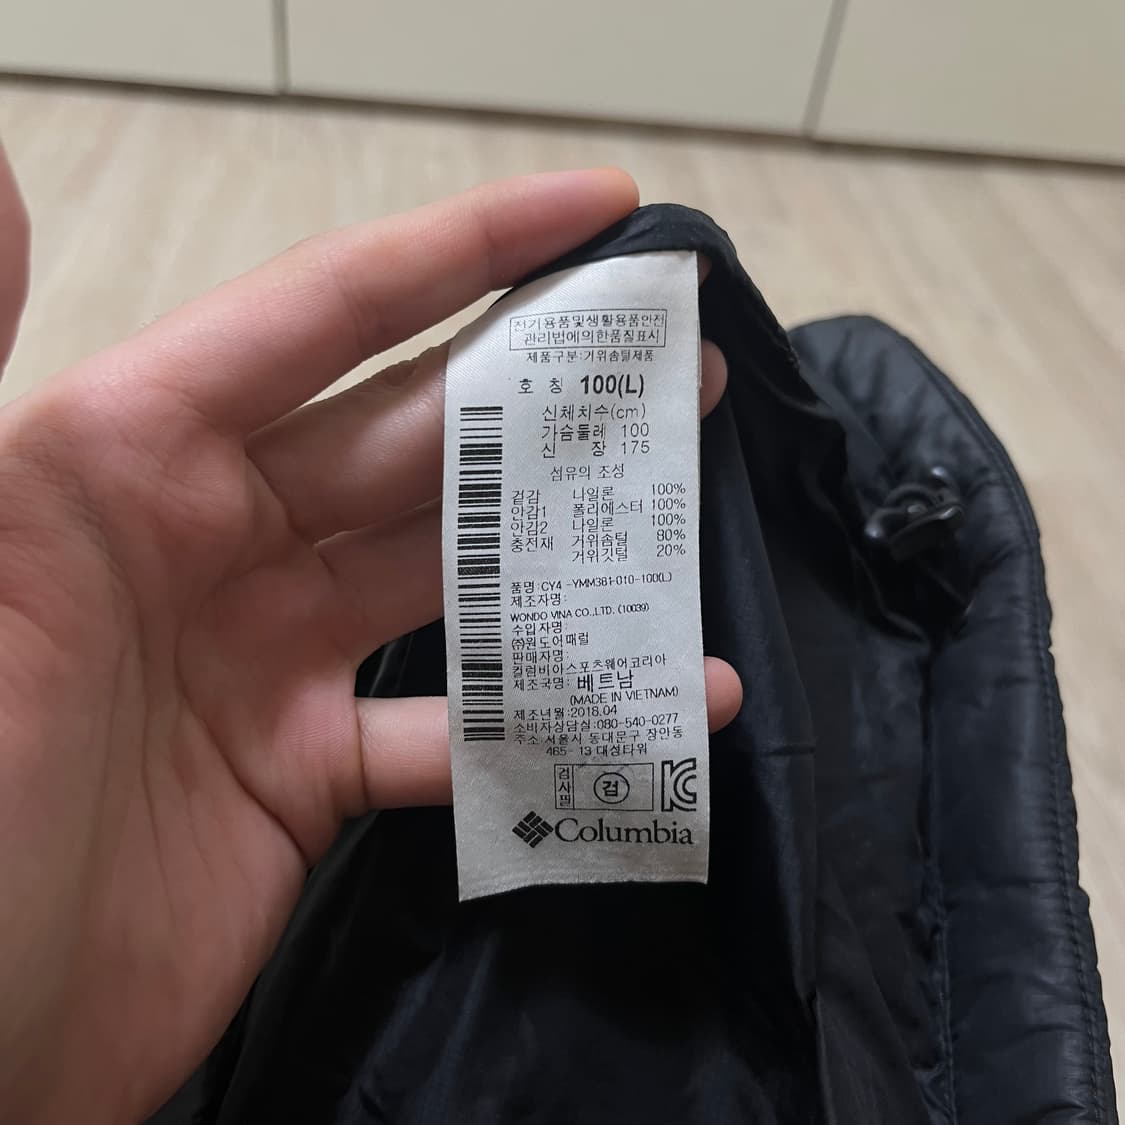 전기용품및생활용품안전
관리법에의한품질표시
제품구분:거위솜털제품
호 칭 100(L)
신체치수(cm)
가슴둘레 100
신 장 175
섬유의 조성
겉감 나일론 100%
안감1 폴리에스터 100%
안감2 나일론 100%
충전재 거위솜털 80%
거위깃털 20%
품명:CY4 -YMM381-010-100(L)
제조자명:
WONDO VINA CO.,LTD. (10039)
수입자명:
㈜원도어패럴
판매자명:
컬럼비아스포츠웨어코리아
제조국명: 베트남
(MADE IN VIETNAM)
제조년월:2018.04
소비자상담실:080-540-0277
주소:서울시 동대문구 장안동
465-13 대성타워
검사필 검
Columbia